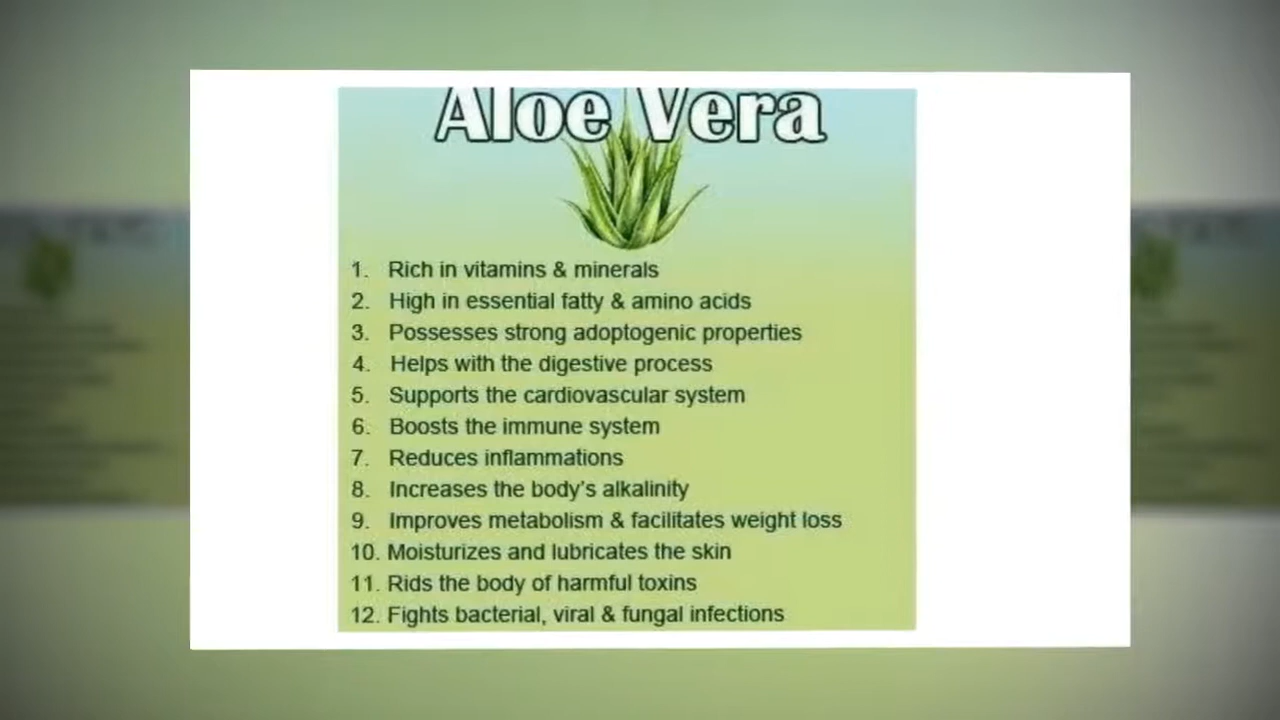 Aloe Vera
1. Rich in vitamins & minerals
2. High in essential fatty & amino acids
3. Possesses strong adoptogenic properties
4. Helps with the digestive process
5. Supports the cardiovascular system
6. Boosts the immune system
7. Reduces inflammations
8. Increases the body's alkalinity
9. Improves metabolism & facilitates weight loss
10. Moisturizes and lubricates the skin
11. Rids the body of harmful toxins
12. Fights bacterial, viral & fungal infections